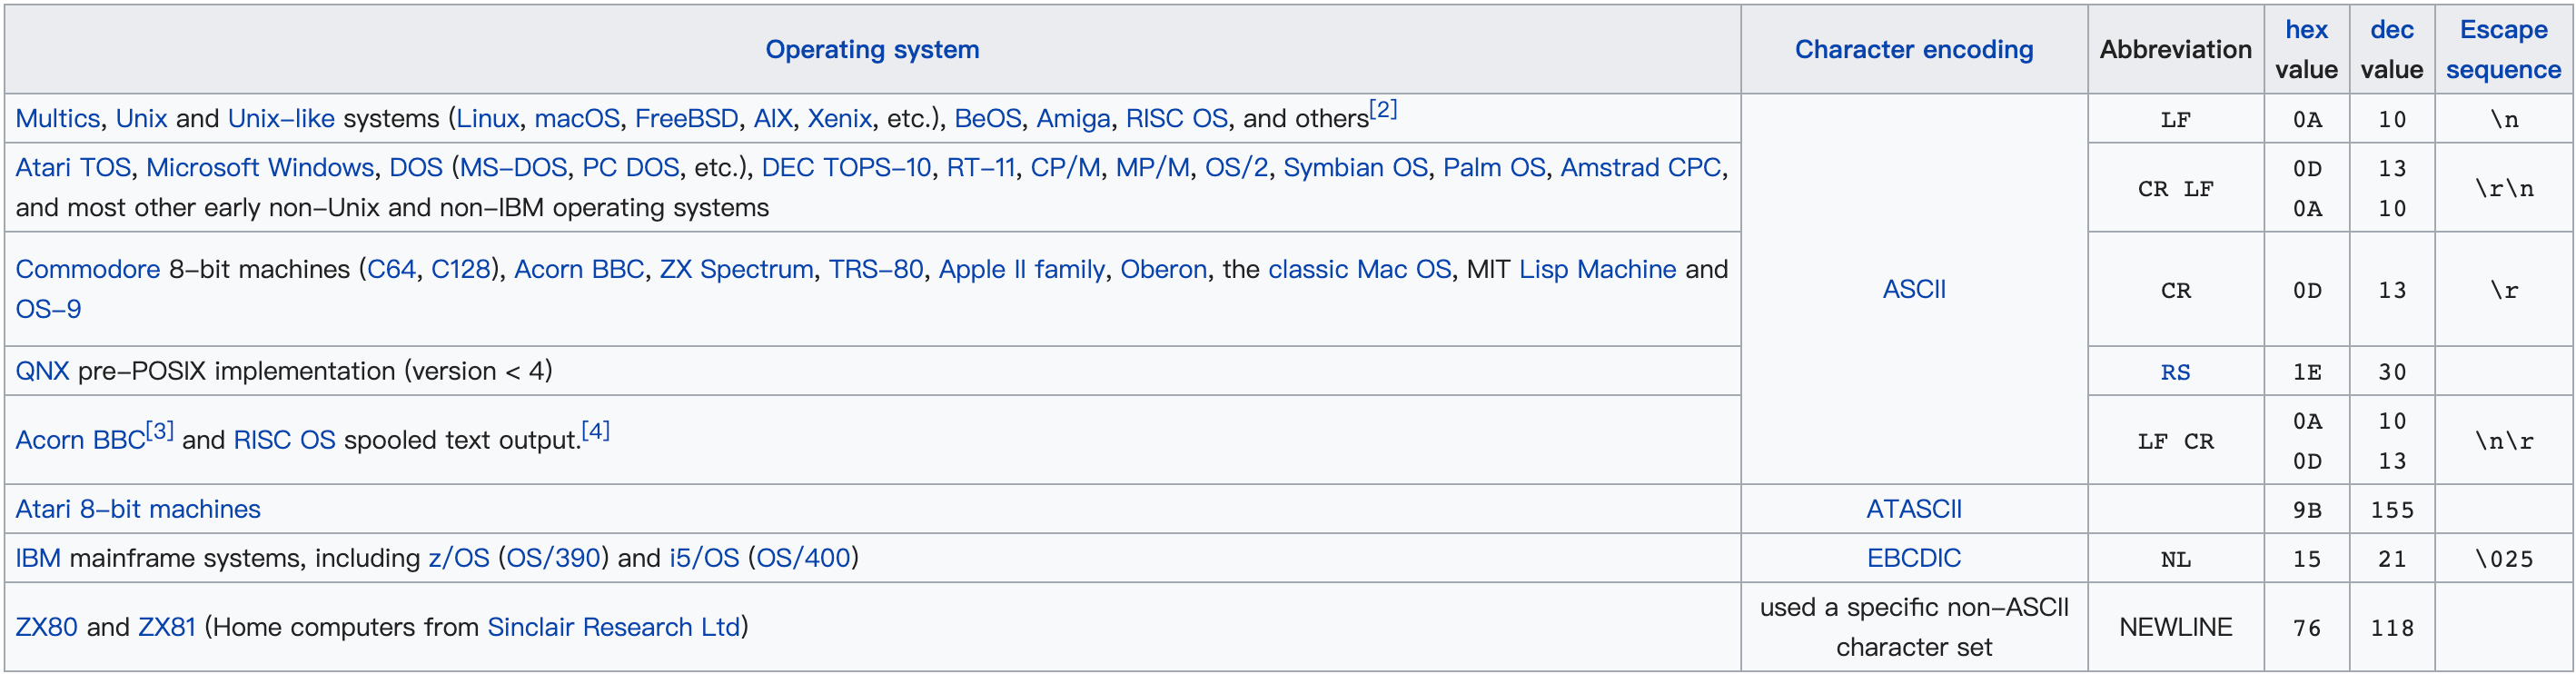 Operating system Character encoding Abbreviation hex value dec value Escape sequence
Multics, Unix and Unix-like systems (Linux, macOS, FreeBSD, AIX, Xenix, etc.), BeOS, Amiga, RISC OS, and others[2] ASCII LF 0A 10 \n
Atari TOS, Microsoft Windows, DOS (MS-DOS, PC DOS, etc.), DEC TOPS-10, RT-11, CP/M, MP/M, OS/2, Symbian OS, Palm OS, Amstrad CPC,
and most other early non-Unix and non-IBM operating systems CR LF 0D 0A 13 10 \r\n
Commodore 8-bit machines (C64, C128), Acorn BBC, ZX Spectrum, TRS-80, Apple II family, Oberon, the classic Mac OS, MIT Lisp Machine and
OS-9 CR 0D 13 \r
QNX pre-POSIX implementation (version < 4) RS 1E 30
Acorn BBC[3] and RISC OS spooled text output.[4] LF CR 0A 0D 10 13 \n\r
Atari 8-bit machines ATASCII 9B 155
IBM mainframe systems, including z/OS (OS/390) and i5/OS (OS/400) EBCDIC NL 15 21 \025
ZX80 and ZX81 (Home computers from Sinclair Research Ltd) used a specific non-ASCII character set NEWLINE 76 118